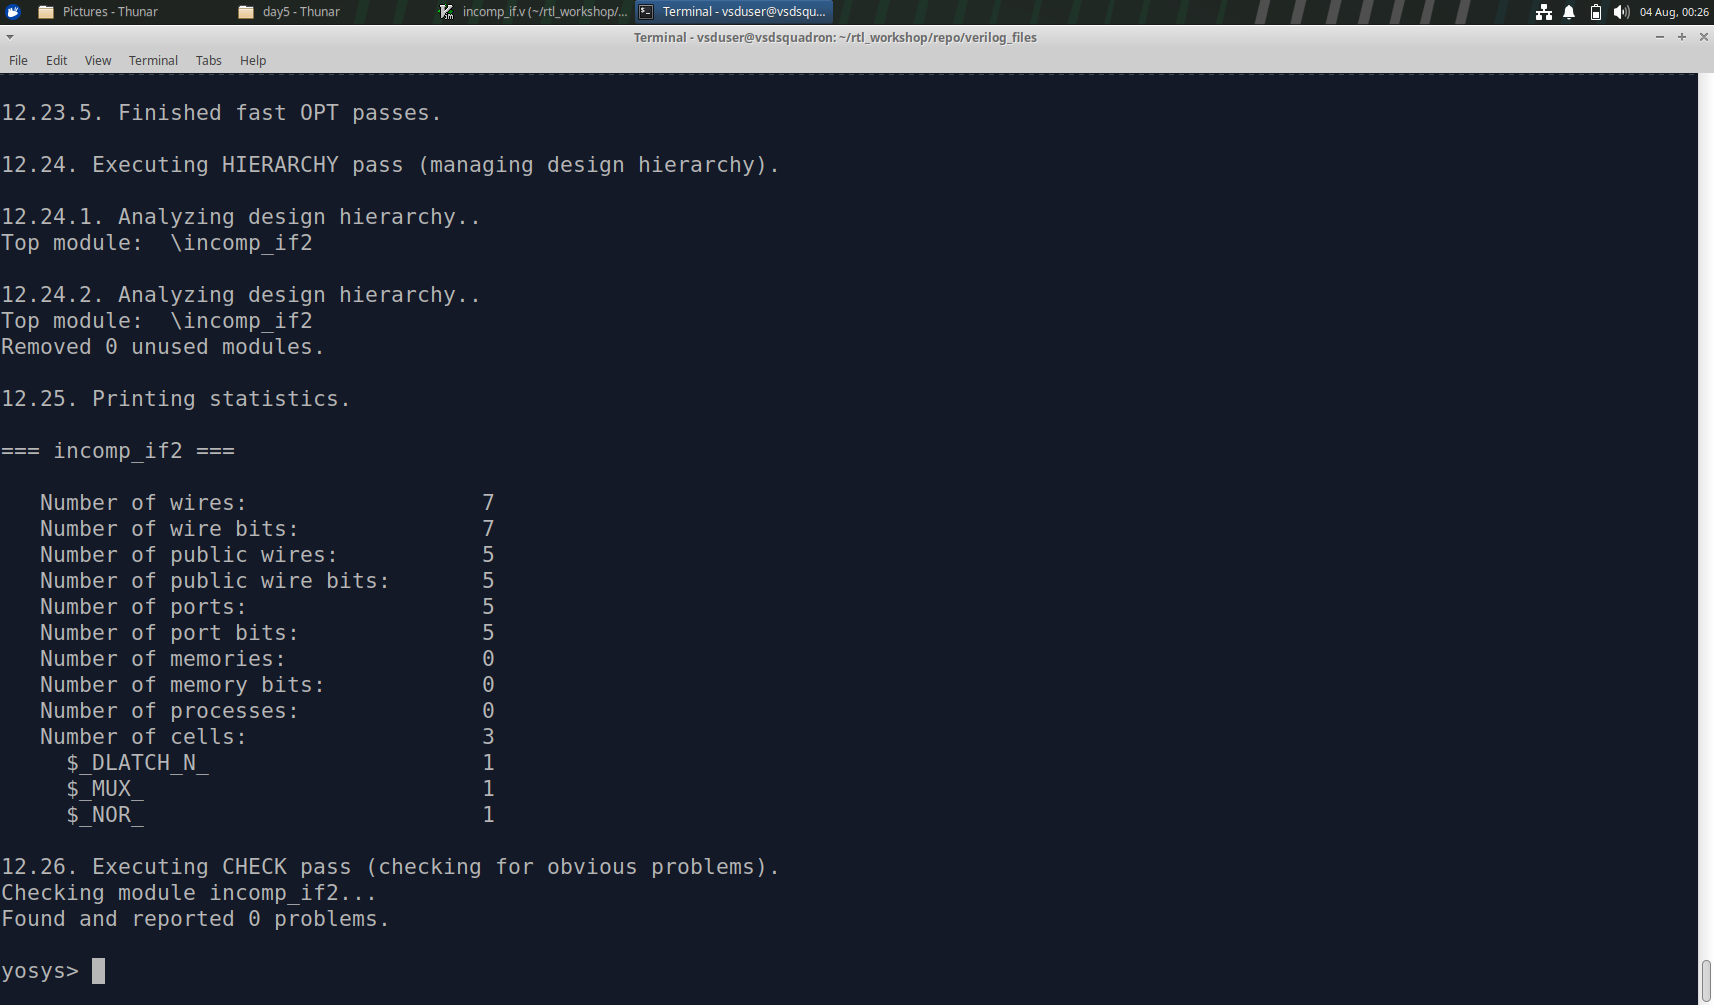 Pictures - Thunar
day5 - Thunar
incomp_if.v (~/rtl_workshop/...
Terminal - vsduser@vsdsqu...
04 Aug, 00:26
Terminal - vsduser@vsdsquadron: ~/rtl_workshop/repo/verilog_files
File Edit View Terminal Tabs Help
12.23.5. Finished fast OPT passes.
12.24. Executing HIERARCHY pass (managing design hierarchy).
12.24.1. Analyzing design hierarchy..
Top module:  \incomp_if2
12.24.2. Analyzing design hierarchy..
Top module:  \incomp_if2
Removed 0 unused modules.
12.25. Printing statistics.
=== incomp_if2 ===
Number of wires: 7
Number of wire bits: 7
Number of public wires: 5
Number of public wire bits: 5
Number of ports: 5
Number of port bits: 5
Number of memories: 0
Number of memory bits: 0
Number of processes: 0
Number of cells: 3
$_DLATCH_N_ 1
$_MUX_ 1
$_NOR_ 1
12.26. Executing CHECK pass (checking for obvious problems).
Checking module incomp_if2...
Found and reported 0 problems.
yosys>